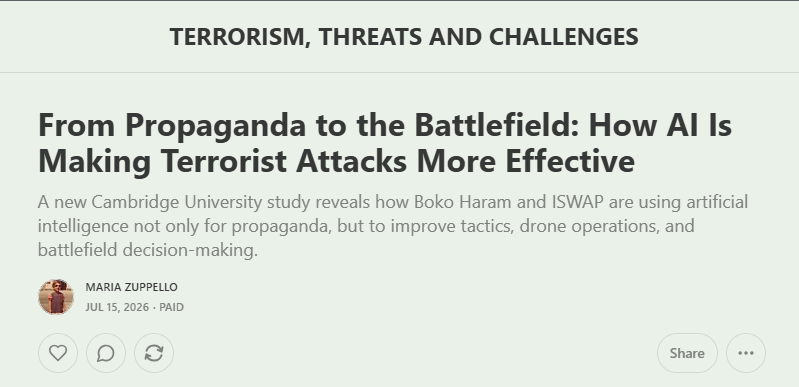 TERRORISM, THREATS AND CHALLENGES
From Propaganda to the Battlefield: How AI Is
Making Terrorist Attacks More Effective
A new Cambridge University study reveals how Boko Haram and ISWAP are using artificial
intelligence not only for propaganda, but to improve tactics, drone operations, and
battlefield decision-making.
MARIA ZUPPELLO
JUL 15, 2026 · PAID
Share